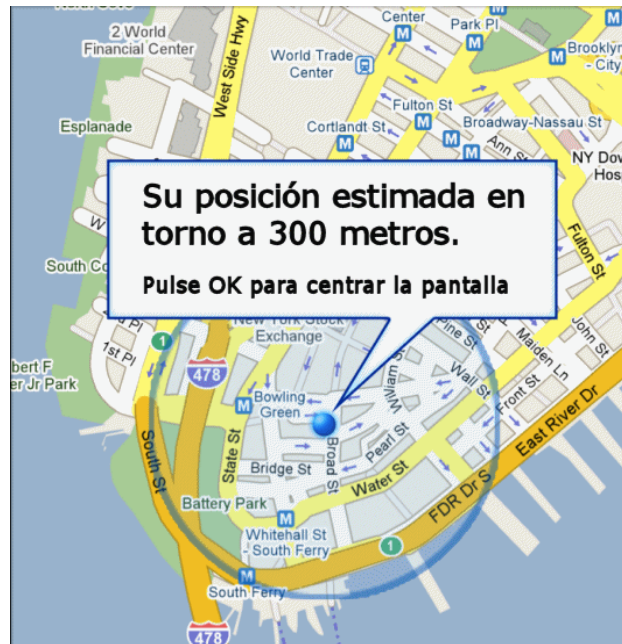 2 World
Financial Center
West Side Hwy
World Trade
Center
Center
Park Pl
Brooklyn
- City
Esplanade
Cortlandt St
Fulton St
Broadway-Nassau St
Ann St
NY Dow
Hosp
Su posición estimada en
torno a 300 metros.
Pulse OK para centrar la pantalla
Fulton St
South Co
W
1st Pl
New York Stock
Exchange
Pine St
John St
Maiden Ln
Wall St
Front St
William St
1
478
bert F
er Jr Park
Bowling
Green
East River Dr
South St
State St
Broad St
Pearl St
Bridge St
Water St
FDR Dr S
Battery Park
Whitehall St
- South Ferry
1
South Ferry
478